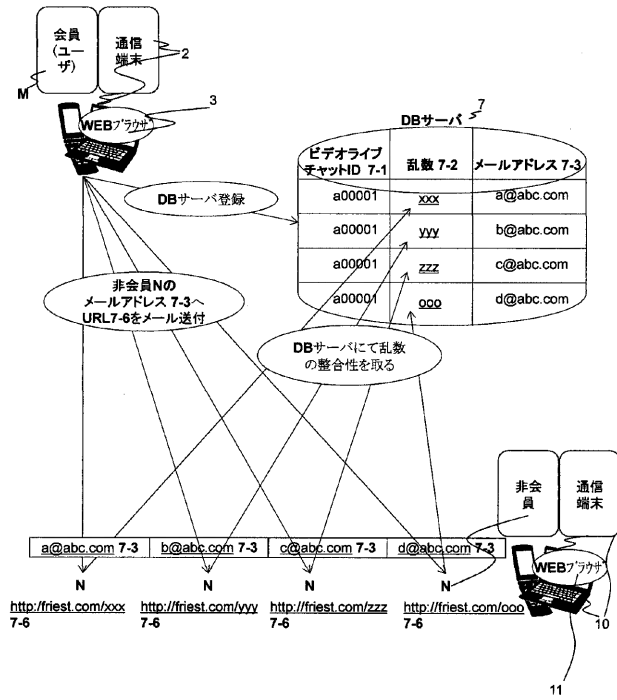 会員
(ユー
ザ)
通信
端末
2
M
3
WEBブラウザ
DBサーバ
7
ビデオライブ
チャットID 7-1
乱数 7-2
メールアドレス 7-3
a00001
xxx
a@abc.com
a00001
yyy
b@abc.com
a00001
zzz
c@abc.com
a00001
ooo
d@abc.com
DBサーバ登録
非会員Nの
メールアドレス 7-3へ
URL7-6をメール送付
DBサーバにて乱数
の整合性を取る
非会
員
通信
端末
WEBブラウザ
10
11
a@abc.com 7-3
b@abc.com 7-3
c@abc.com 7-3
d@abc.com 7-3
N
N
N
N
http://friest.com/xxx
7-6
http://friest.com/yyy
7-6
http://friest.com/zzz
7-6
http://friest.com/ooo
7-6